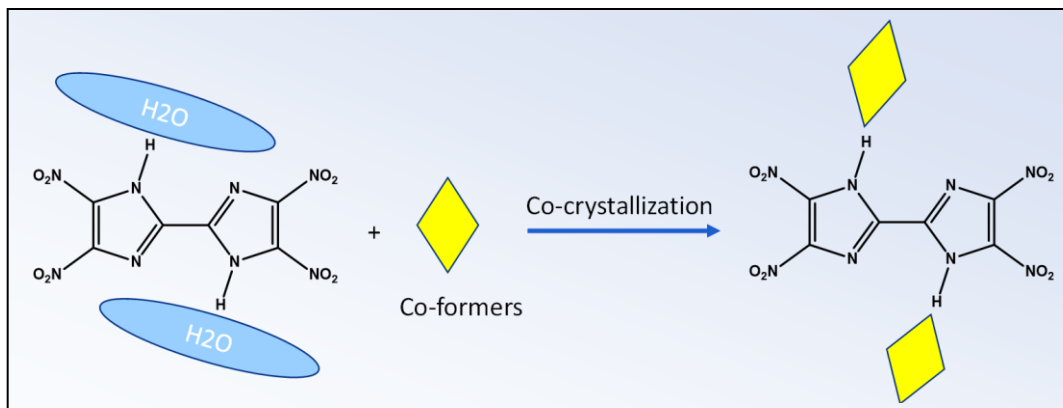 H2O
H
O₂N
N
N
NO₂
O₂N
N
N
NO₂
H
H2O
+
Co-formers
Co-crystallization
H
O₂N
N
N
NO₂
O₂N
N
N
NO₂
H